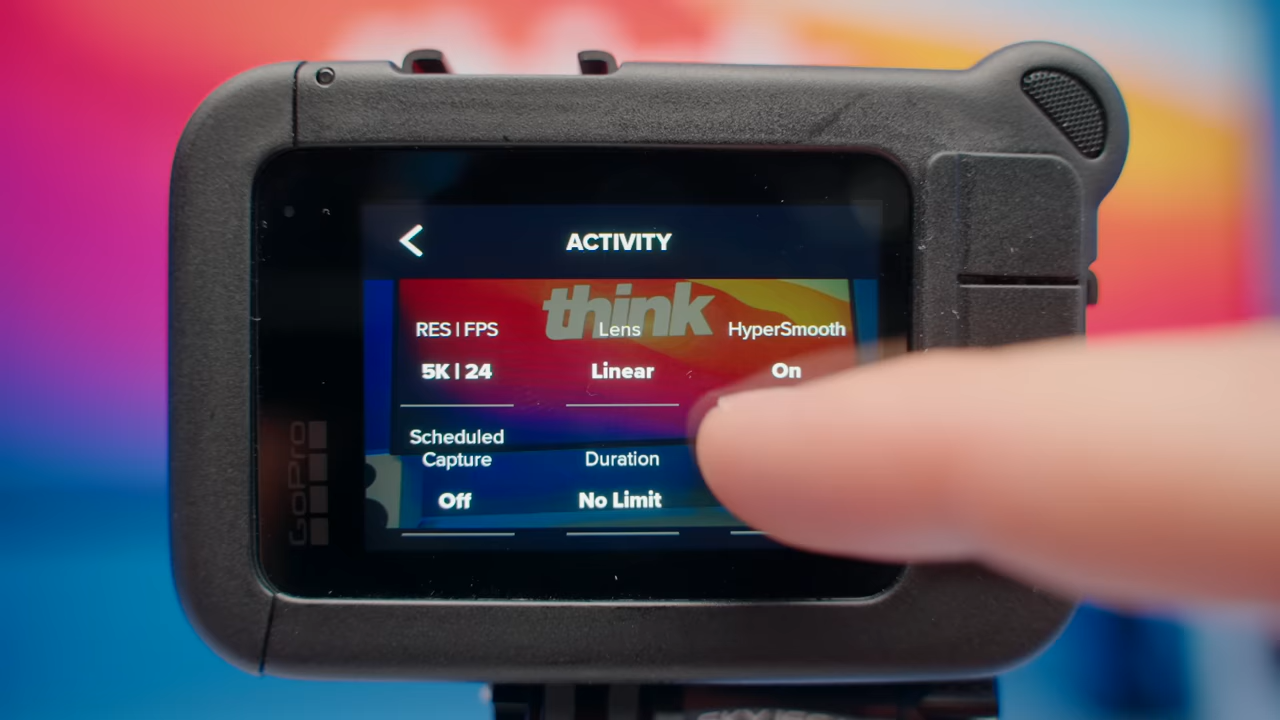 ACTIVITY
think
RES | FPS
Lens
HyperSmooth
5K | 24
Linear
On
Scheduled
Capture
Duration
Off
No Limit
GoPro